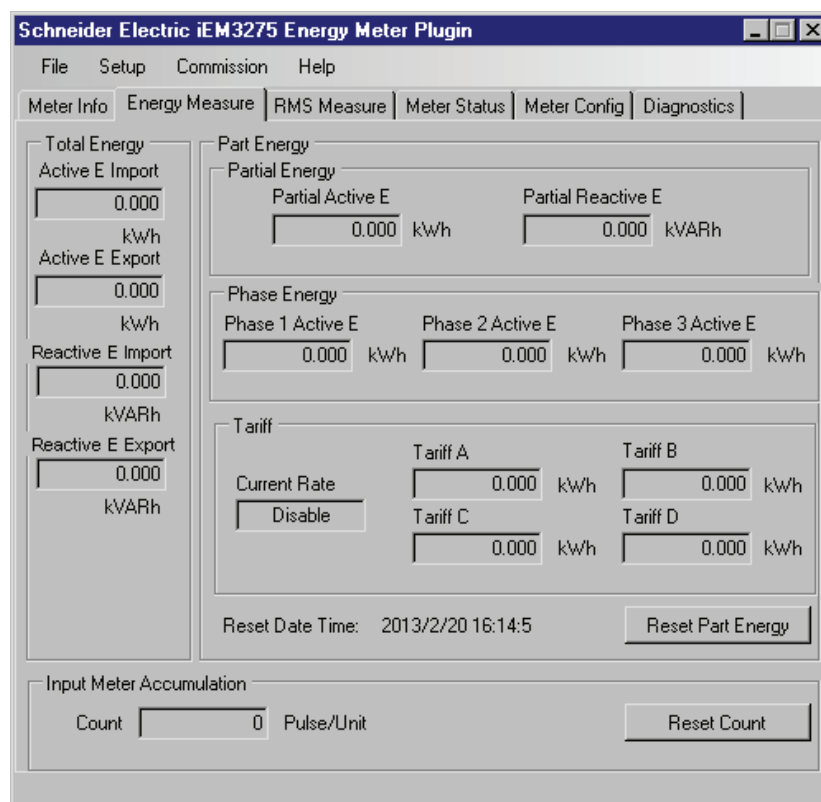 Schneider Electric iEM3275 Energy Meter Plugin
File Setup Commission Help
Meter Info Energy Measure RMS Measure Meter Status Meter Config Diagnostics
Total Energy
Active E Import
0.000
kWh
Active E Export
0.000
kWh
Reactive E Import
0.000
kVARh
Reactive E Export
0.000
kVARh
Part Energy
Partial Energy
Partial Active E Partial Reactive E
0.000 kWh 0.000 kVARh
Phase Energy
Phase 1 Active E Phase 2 Active E Phase 3 Active E
0.000 kWh 0.000 kWh 0.000 kWh
Tariff
Current Rate
Disable
Tariff A Tariff B
0.000 kWh 0.000 kWh
Tariff C Tariff D
0.000 kWh 0.000 kWh
Reset Date Time: 2013/2/20 16:14:5 Reset Part Energy
Input Meter Accumulation
Count 0 Pulse/Unit Reset Count